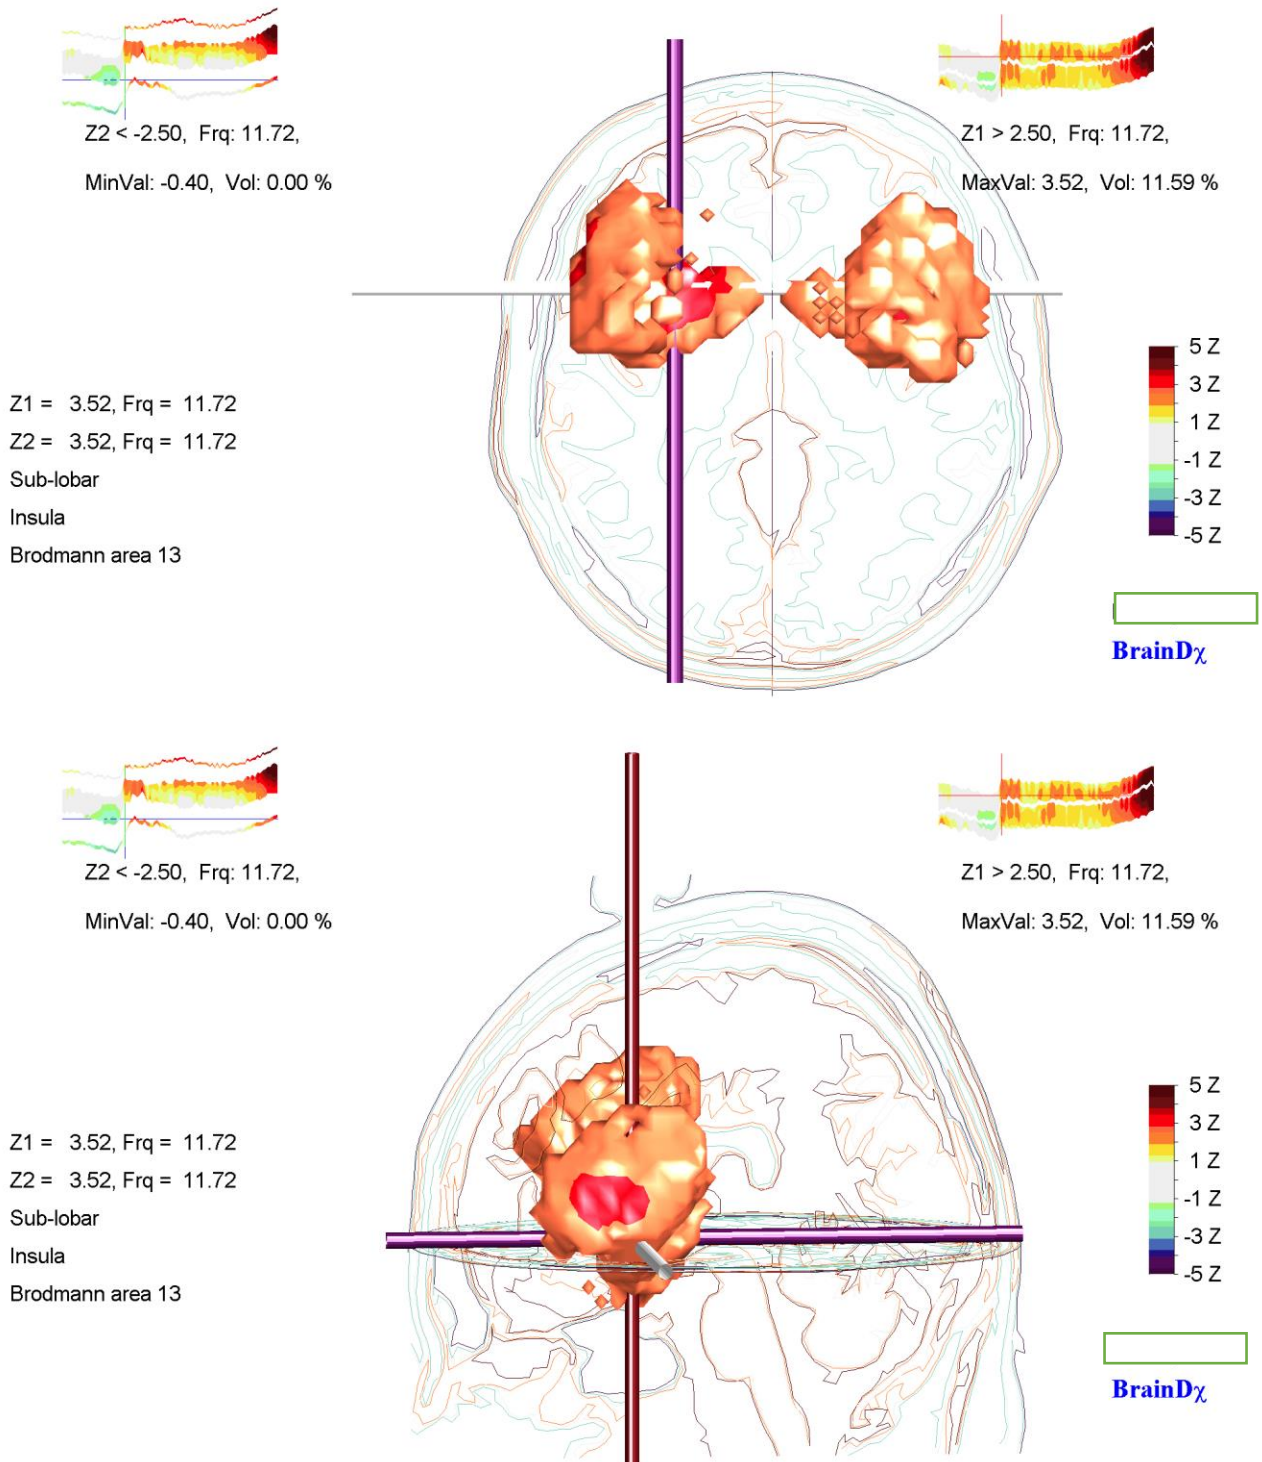 Z2 < -2.50, Frq: 11.72,
MinVal: -0.40, Vol: 0.00 %
Z1 > 2.50, Frq: 11.72,
MaxVal: 3.52, Vol: 11.59 %
Z1 = 3.52, Frq = 11.72
Z2 = 3.52, Frq = 11.72
Sub-lobar
Insula
Brodmann area 13
5 Z
3 Z
1 Z
-1 Z
-3 Z
-5 Z
BrainDχ
Z2 < -2.50, Frq: 11.72,
MinVal: -0.40, Vol: 0.00 %
Z1 > 2.50, Frq: 11.72,
MaxVal: 3.52, Vol: 11.59 %
Z1 = 3.52, Frq = 11.72
Z2 = 3.52, Frq = 11.72
Sub-lobar
Insula
Brodmann area 13
5 Z
3 Z
1 Z
-1 Z
-3 Z
-5 Z
BrainDχ